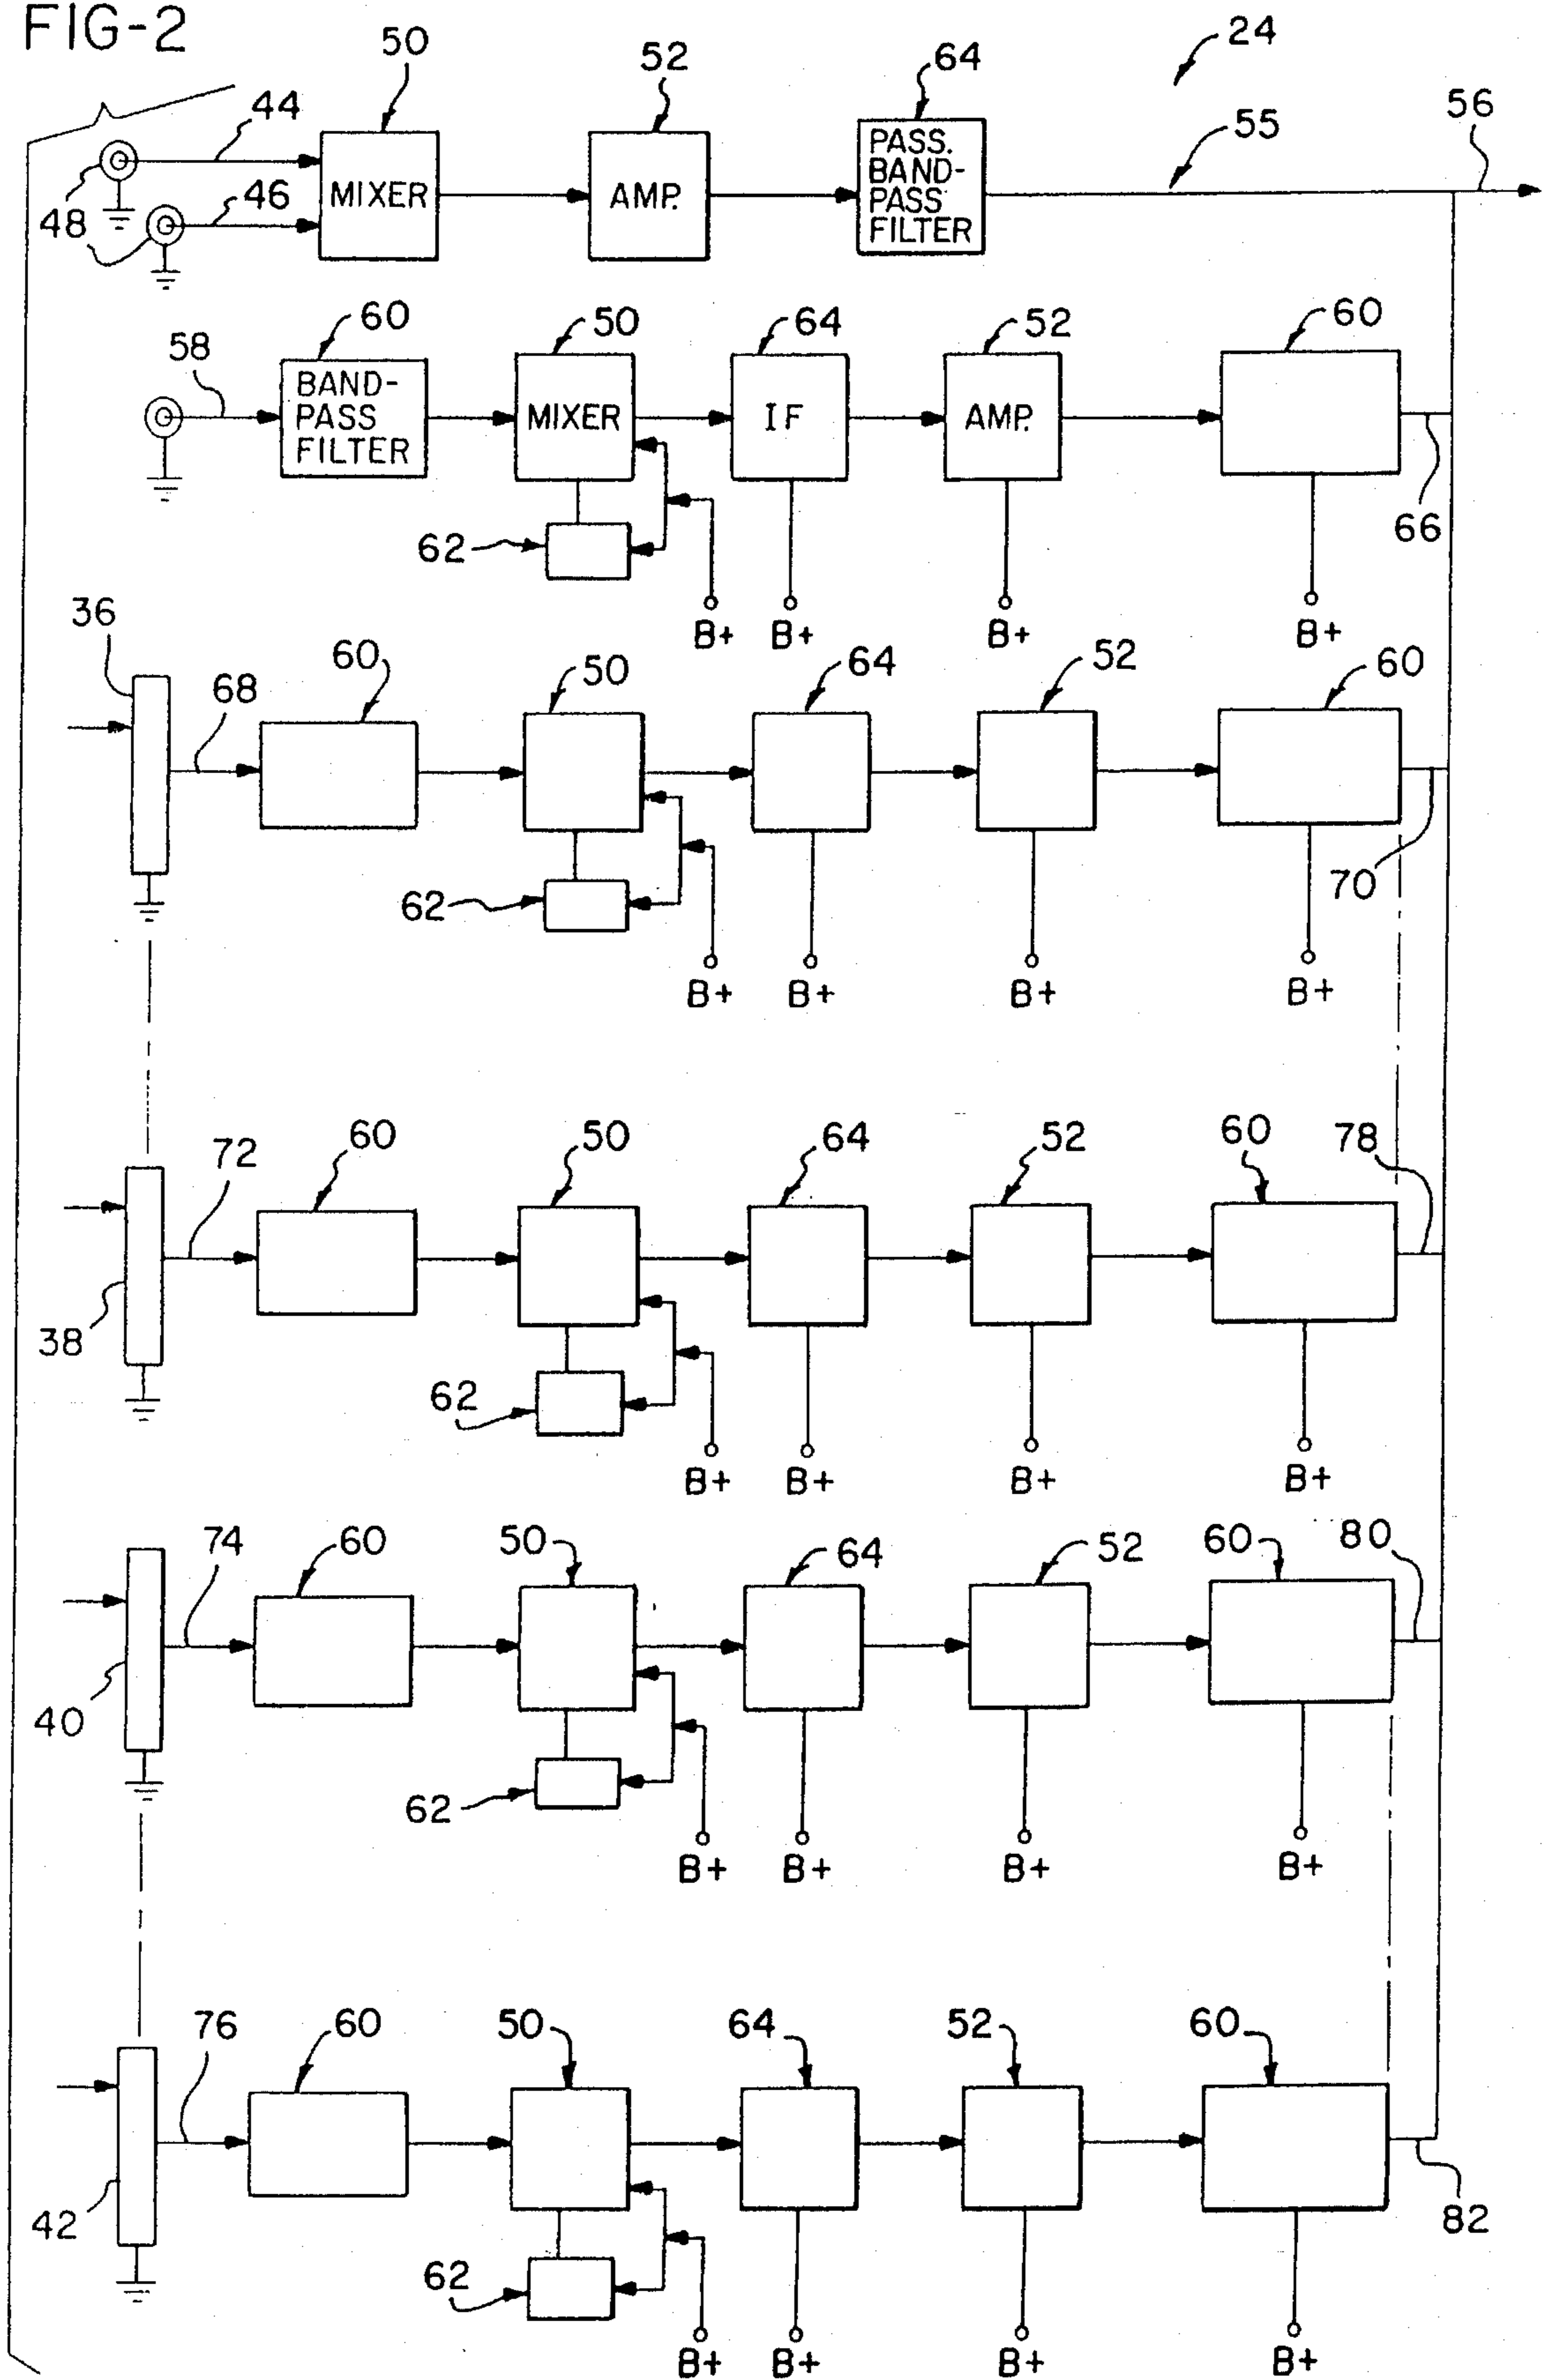 FIG-2
50
52
64
24
44
55
56
48
46
MIXER
AMP.
PASS.
BAND-
PASS
FILTER
58
60
50
64
52
60
BAND-
PASS
FILTER
MIXER
IF
AMP.
66
62
B+ B+ B+ B+
36
68
60
50
64
52
60
62
70
B+ B+ B+ B+
72
60
50
64
52
60
78
38
62
B+ B+ B+ B+
74
60
50
64
52
60
80
40
62
B+ B+ B+ B+
76
60
50
64
52
60
42
82
62
B+ B+ B+ B+